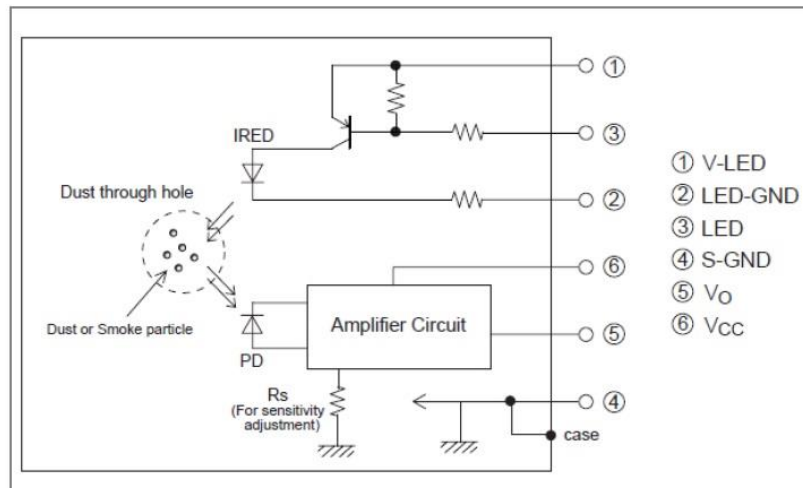 ①
IRED
③
① V-LED
Dust through hole
② LED-GND
②
③ LED
④ S-GND
⑥
⑤ VO
Amplifier Circuit
⑤
⑥ VCC
Dust or Smoke particle
PD
Rs
(For sensitivity
adjustment)
④
case